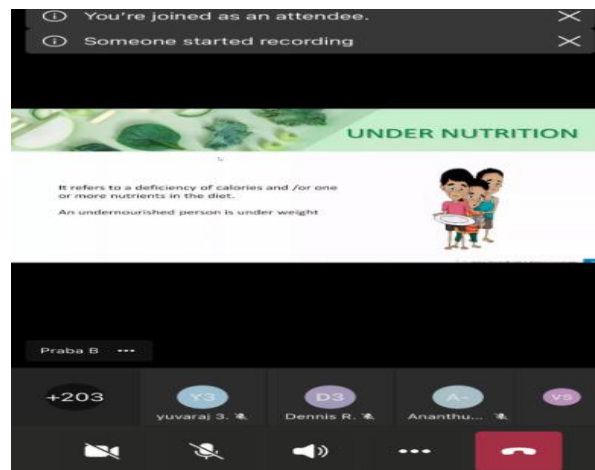 You're joined as an attendee.
Someone started recording
UNDER NUTRITION
It refers to a deficiency of calories and /or one
or more nutrients in the diet.
An undernourished person is under weight
Praba B •••
+203 Y3 D3 A- VS
yuvaraj 3. Dennis R. Ananthu...